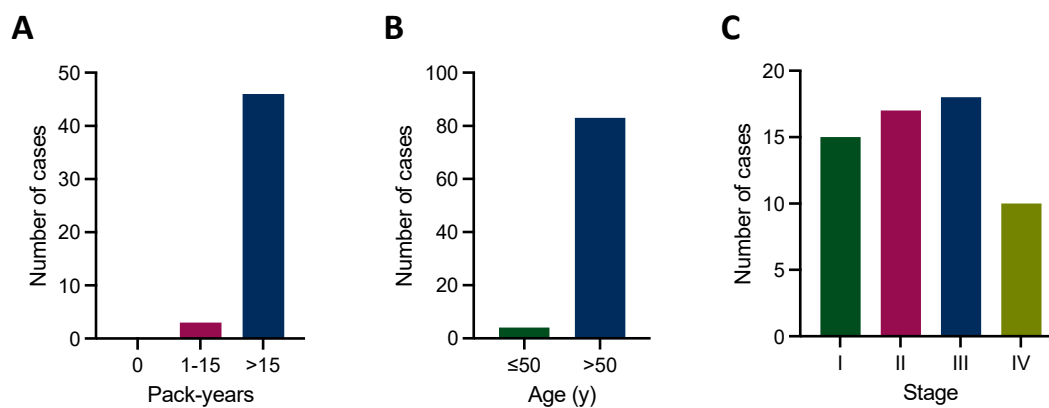 A
Number of cases
50
40
30
20
10
0
0 1-15 >15
Pack-years
B
Number of cases
100
80
60
40
20
0
≤50 >50
Age (y)
C
Number of cases
20
15
10
5
0
I II III IV
Stage